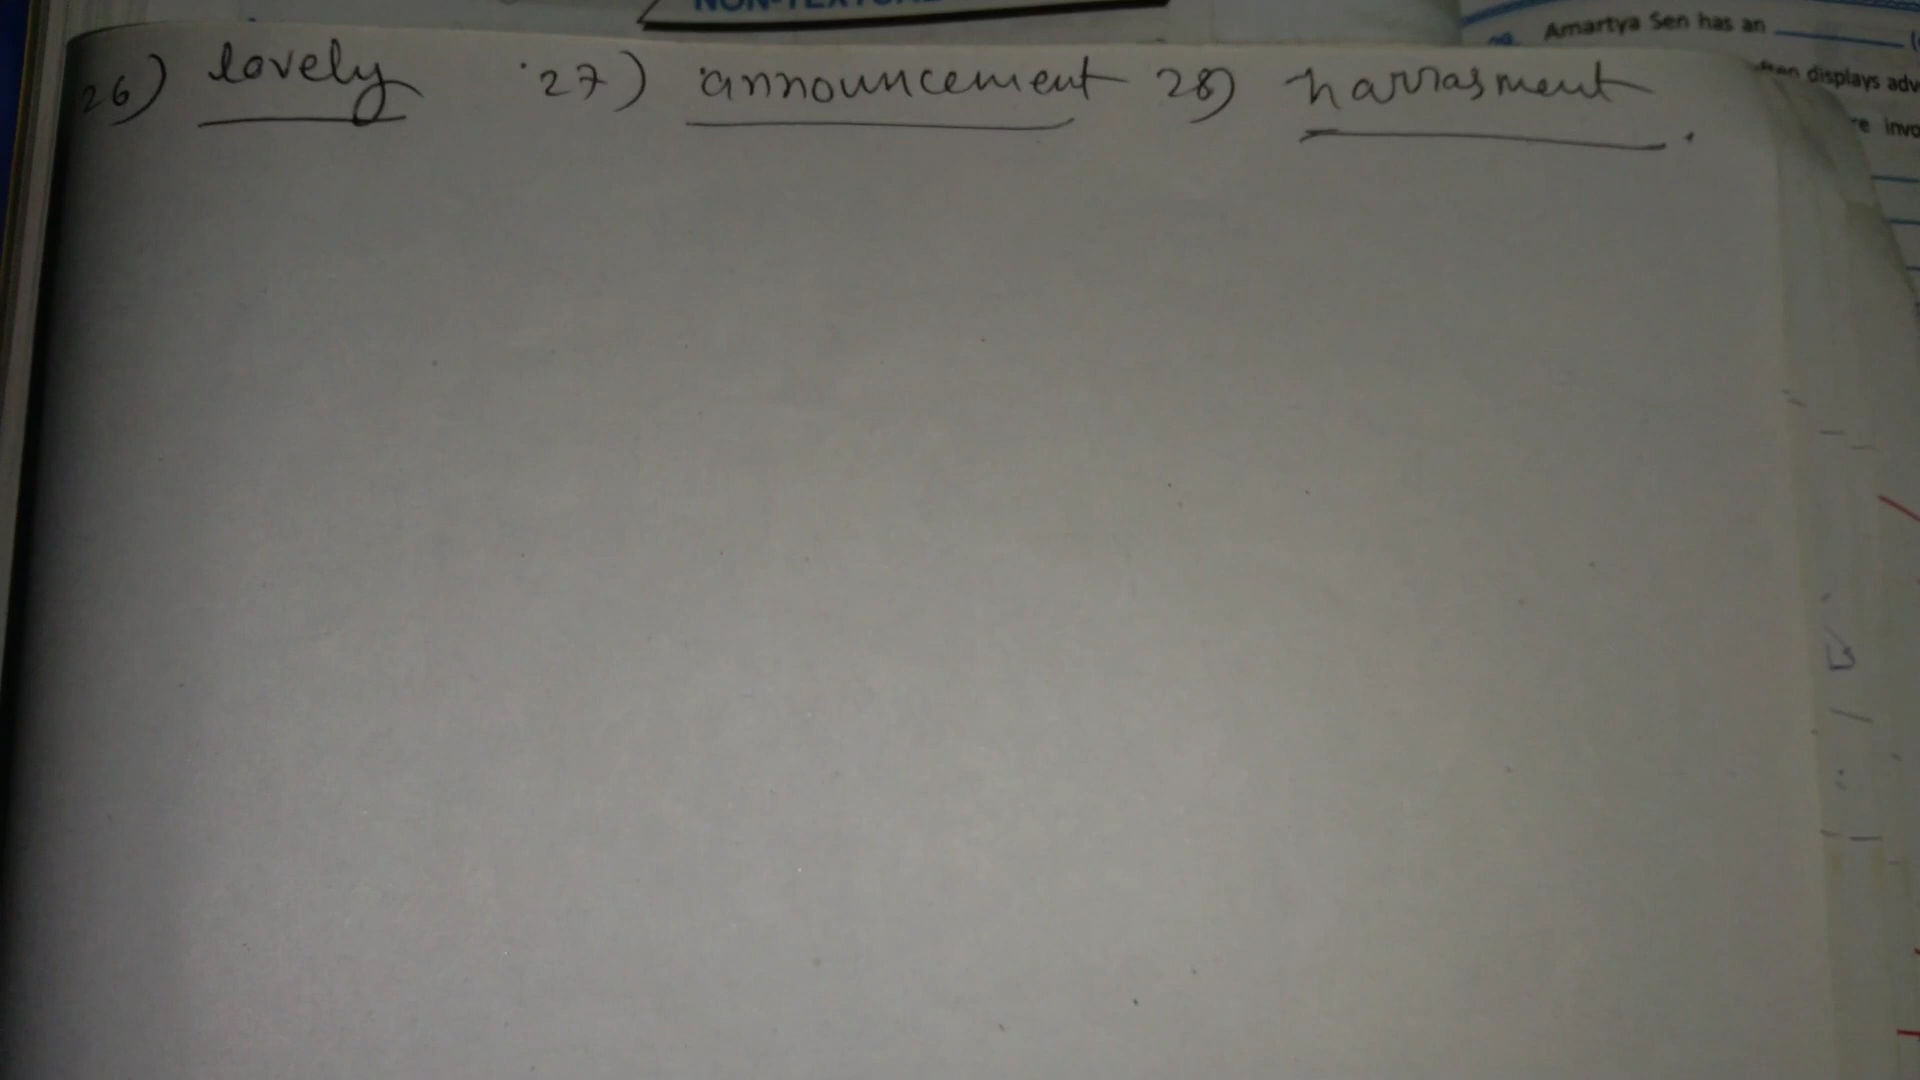 Amartya Sen has an
displays adv
26) lovely 27) announcement 28) harrasment